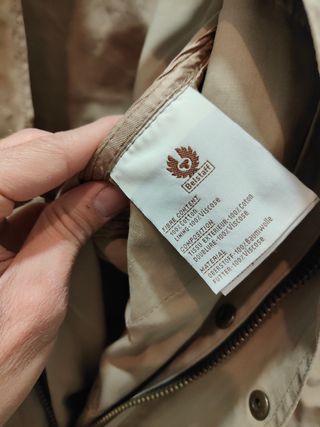 Belstaff
FIBRE CONTENT
100%Cotton
LINING-100%Viscose
COMPOSITION
TISSU EXTERIEUR-100%Coton
DOUBLURE-100%Viscose
MATERIAL
OBERSTOFF-100%Baumwolle
FUTTER-100%Viscose